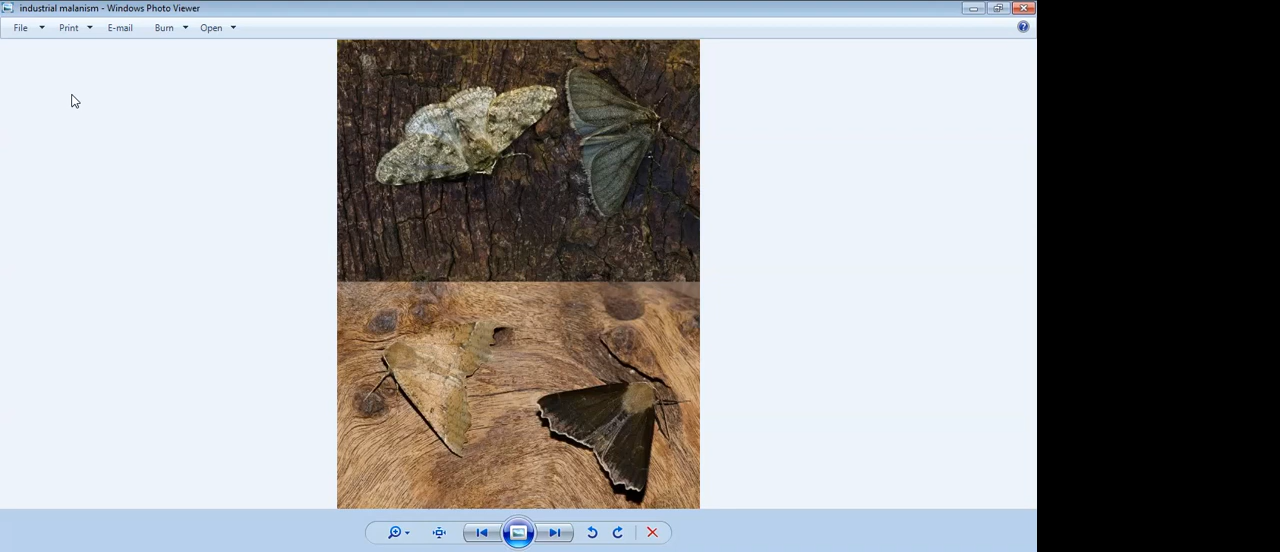 industrial malanism - Windows Photo Viewer
File Print E-mail Burn Open